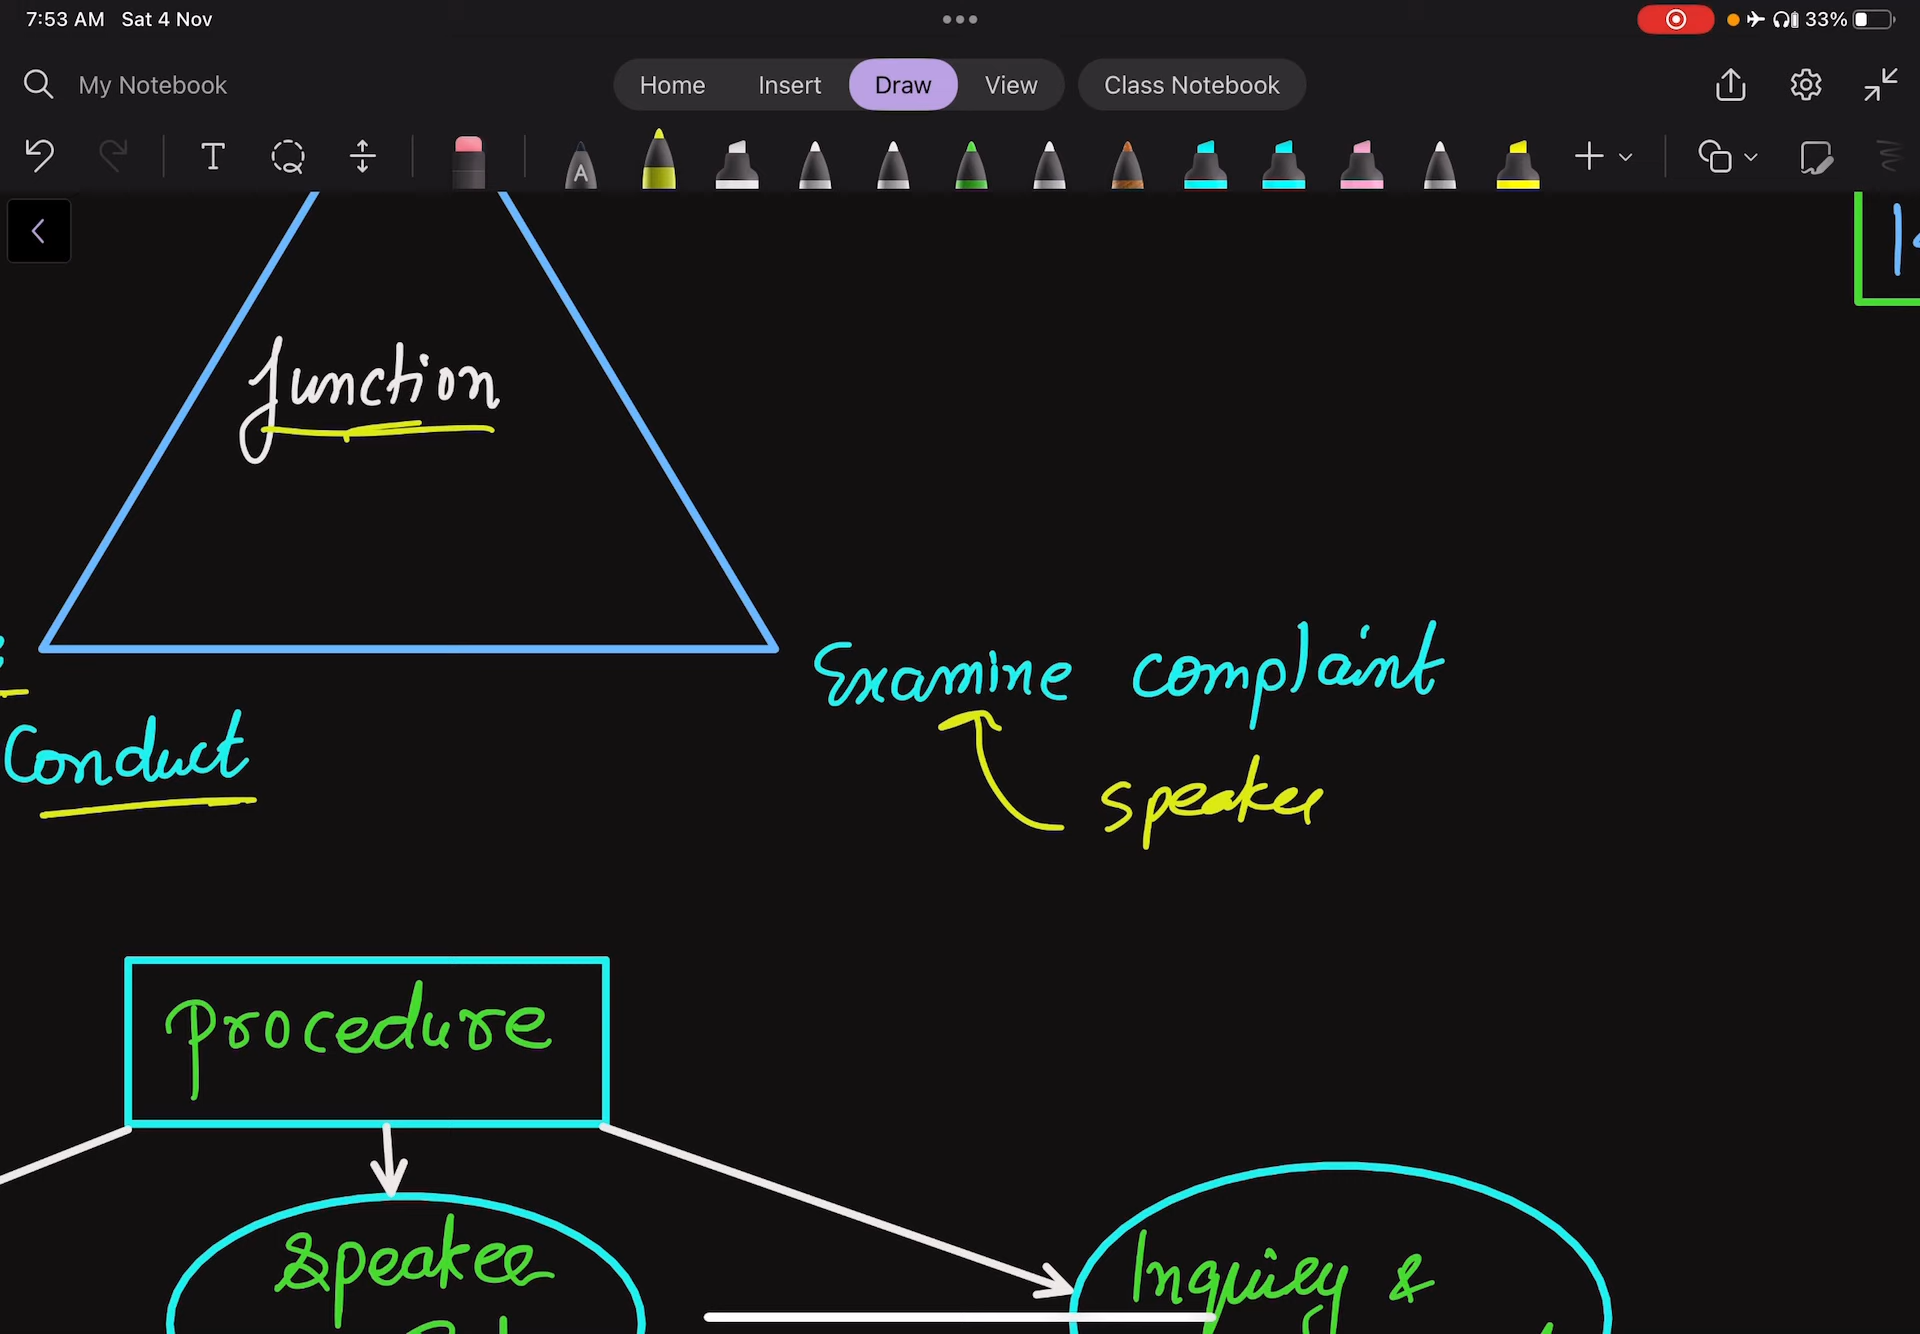 7:53 AM Sat 4 Nov
33%
My Notebook
Home Insert Draw View Class Notebook
T
A
Junction
Examine complaint
Conduct
speaker
Procedure
Speaker
Inquiry &